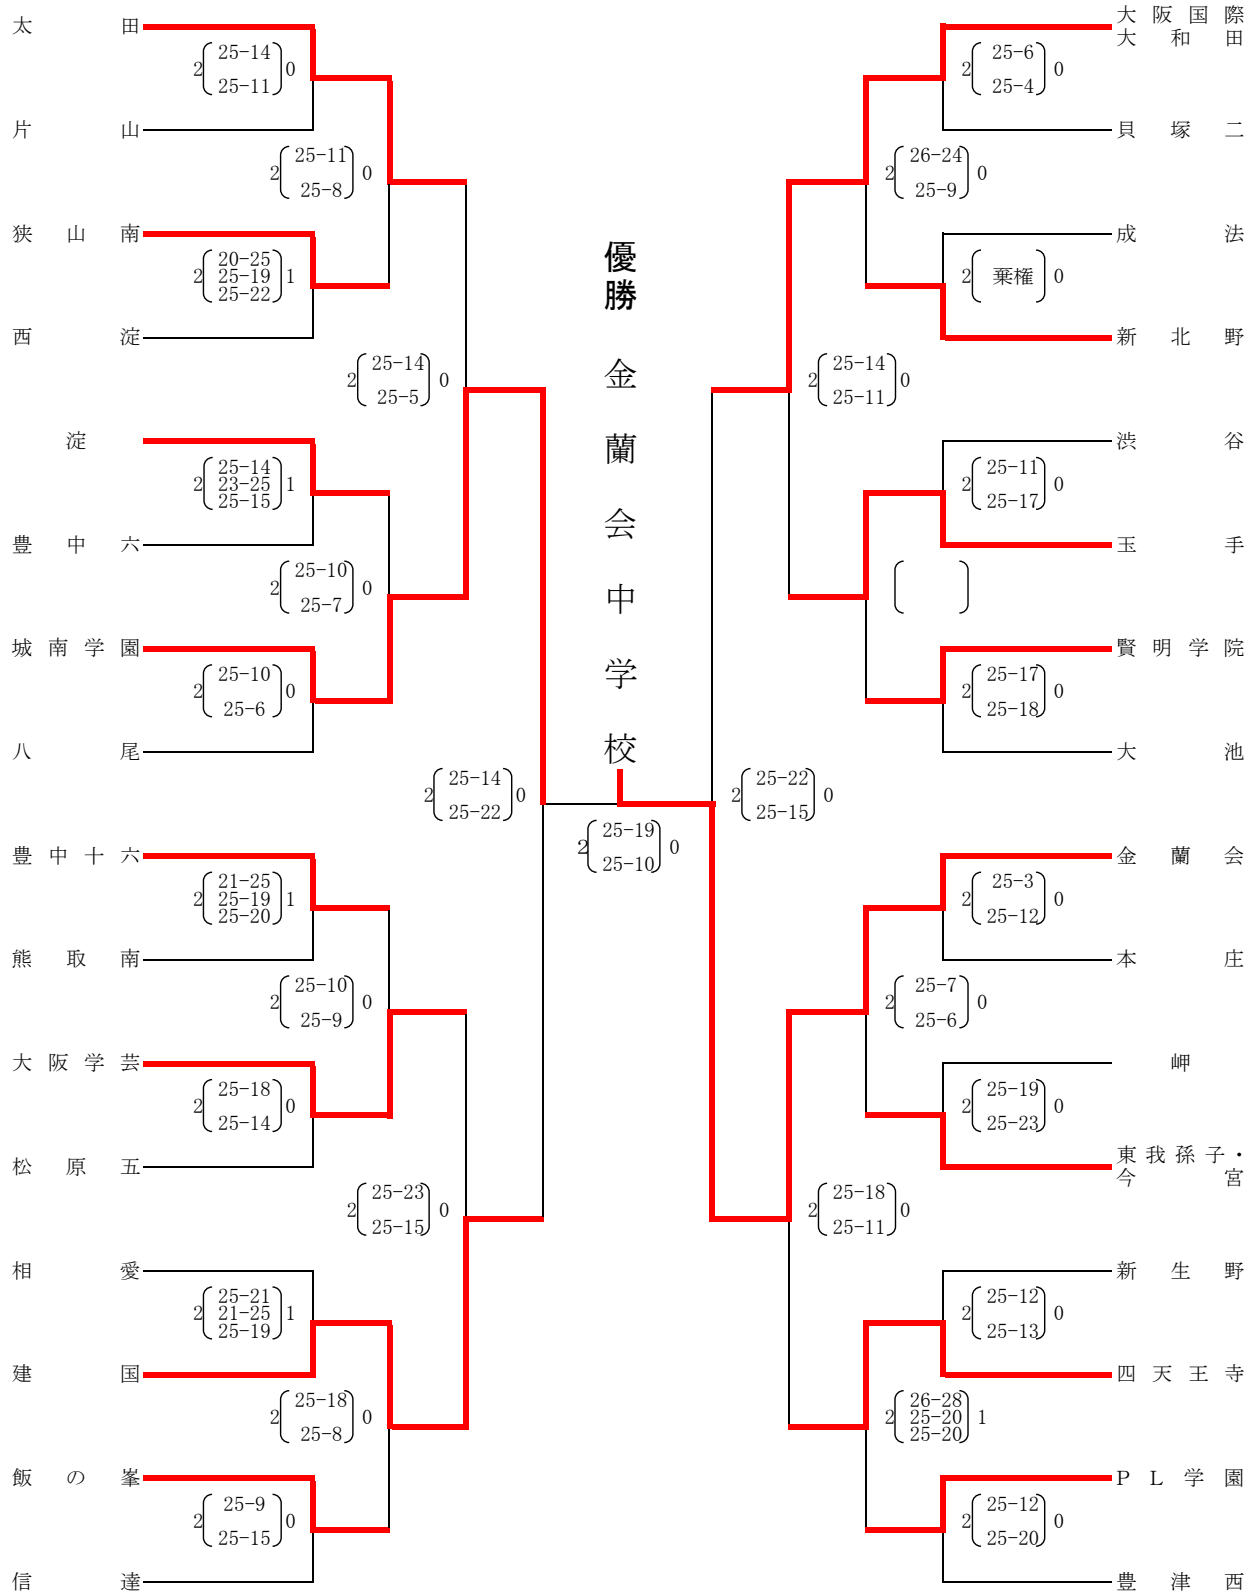 太田
2 25-14 0
25-11
片山
2 25-11 0
25-8
狭山南
20-25
2 25-19 1
25-22
西淀
2 25-14 0
25-5
淀
25-14
2 23-25 1
25-15
豊中六
2 25-10 0
25-7
城南学園
2 25-10 0
25-6
八尾
2 25-14 0
25-22
豊中十六
21-25
2 25-19 1
25-20
熊取南
2 25-10 0
25-9
大阪学芸
2 25-18 0
25-14
松原五
2 25-23 0
25-15
相愛
25-21
2 21-25 1
25-19
建国
2 25-18 0
25-8
飯の峯
2 25-9 0
25-15
信達
優勝
金蘭会中学校
2 25-19 0
25-10
大阪国際
大和田
2 25-6 0
25-4
貝塚二
2 26-24 0
25-9
成法
2 棄権 0
新北野
2 25-14 0
25-11
渋谷
2 25-11 0
25-17
玉手
賢明学院
2 25-17 0
25-18
大池
2 25-22 0
25-15
金蘭会
2 25-3 0
25-12
本庄
2 25-7 0
25-6
岬
2 25-19 0
25-23
東我孫子・
今宮
2 25-18 0
25-11
新生野
2 25-12 0
25-13
四天王寺
26-28
2 25-20 1
25-20
PL学園
2 25-12 0
25-20
豊津西